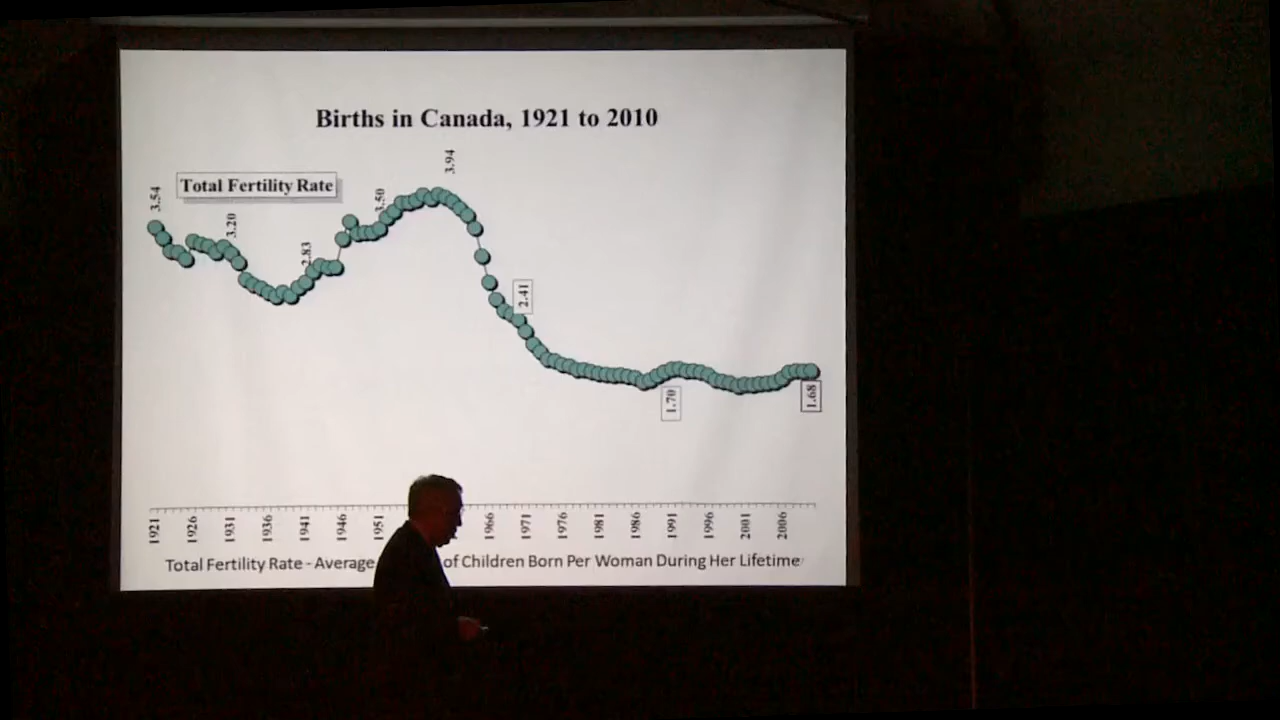 Births in Canada, 1921 to 2010
Total Fertility Rate
3.54
3.20
2.83
3.50
3.94
2.41
1.70
1.68
1921 1926 1931 1936 1941 1946 1951 1966 1971 1976 1981 1986 1991 1996 2001 2006
Total Fertility Rate - Average of Children Born Per Woman During Her Lifetime